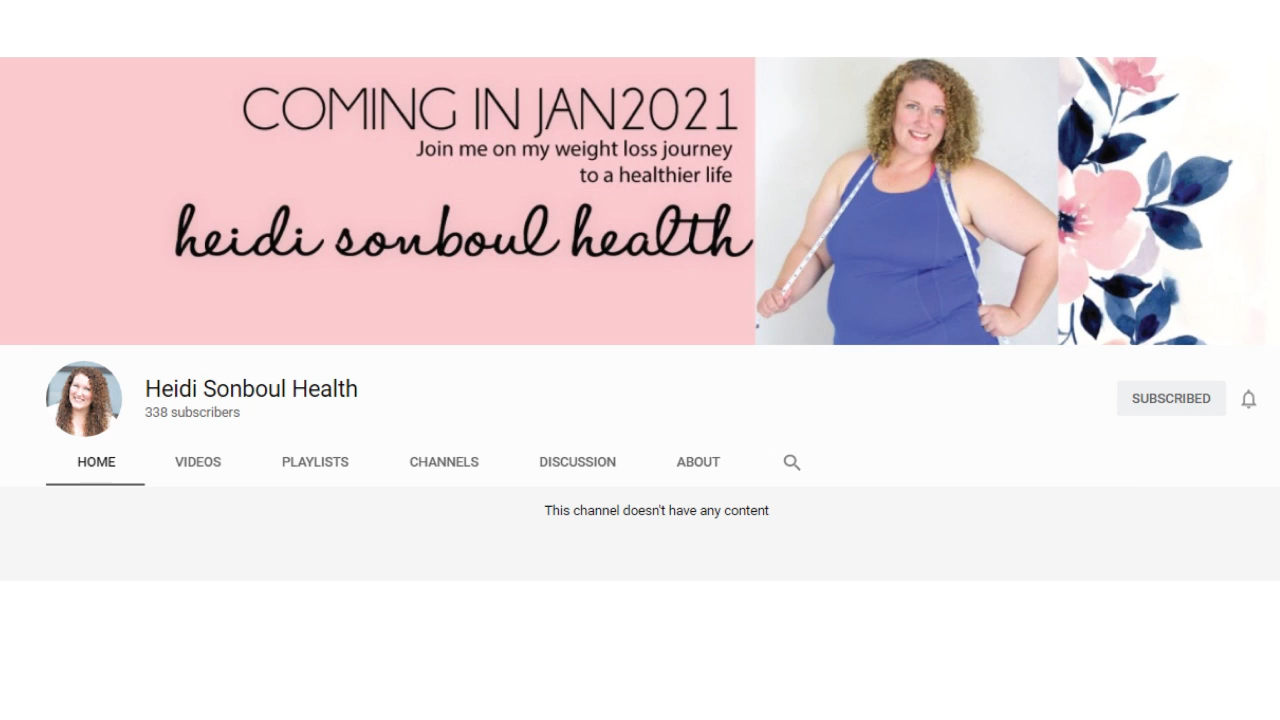 COMING IN JAN2021
Join me on my weight loss journey
to a healthier life
heidi sonboul health
Heidi Sonboul Health
338 subscribers
SUBSCRIBED
HOME VIDEOS PLAYLISTS CHANNELS DISCUSSION ABOUT
This channel doesn't have any content